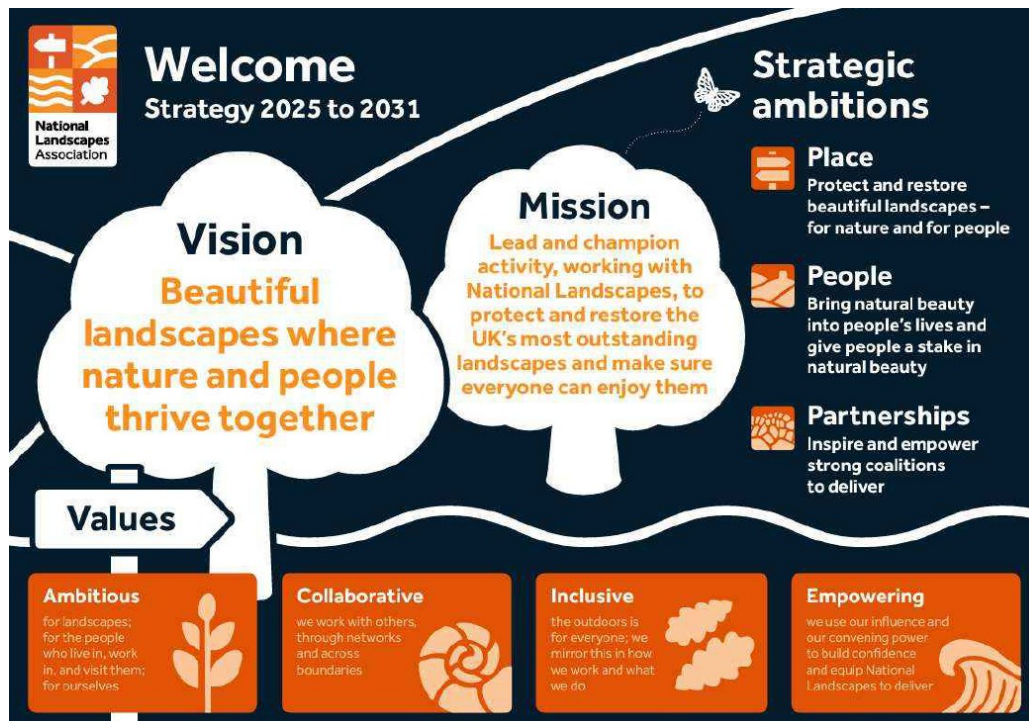 National
Landscapes
Association
Welcome
Strategy 2025 to 2031
Vision
Beautiful
landscapes where
nature and people
thrive together
Mission
Lead and champion
activity, working with
National Landscapes, to
protect and restore the
UK's most outstanding
landscapes and make sure
everyone can enjoy them
Strategic
ambitions
Place
Protect and restore
beautiful landscapes –
for nature and for people
People
Bring natural beauty
into people's lives and
give people a stake in
natural beauty
Partnerships
Inspire and empower
strong coalitions
to deliver
Values
Ambitious
for landscapes;
for the people
who live in, work
in, and visit them;
for ourselves
Collaborative
we work with others,
through networks
and across
boundaries
Inclusive
the outdoors is
for everyone; we
mirror this in how
we work and what
we do
Empowering
we use our influence and
our convening power
to build confidence
and equip National
Landscapes to deliver